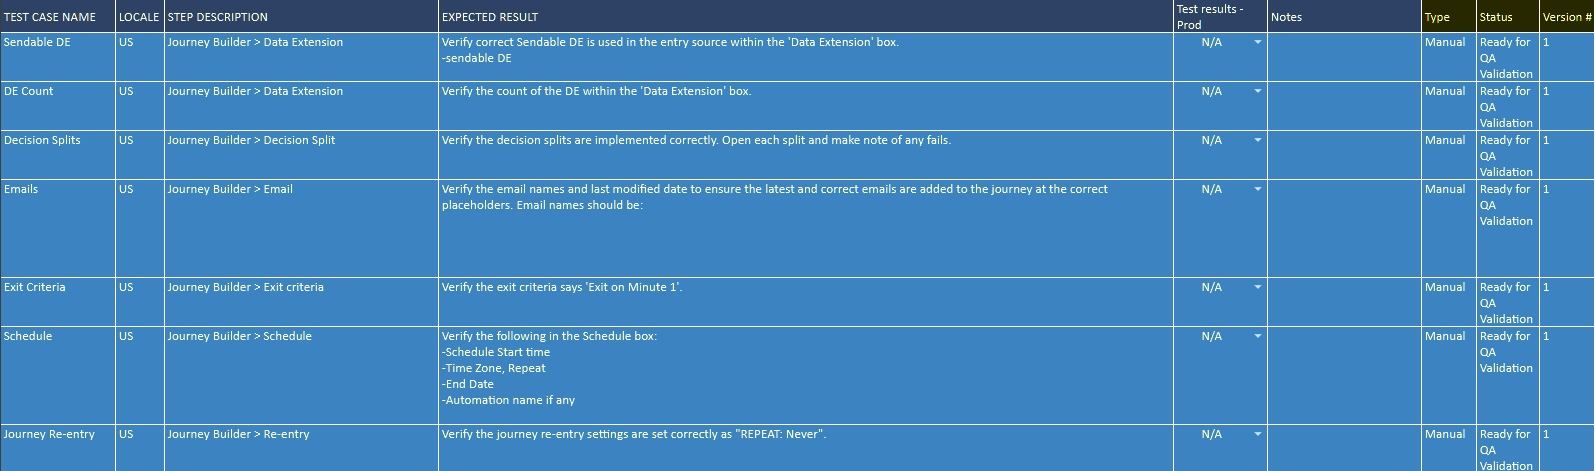 TEST CASE NAME LOCALE STEP DESCRIPTION EXPECTED RESULT Test results - Prod Notes Type Status Version #
Sendable DE US Journey Builder > Data Extension Verify correct Sendable DE is used in the entry source within the 'Data Extension' box. N/A Manual Ready for 1
-sendable DE QA
Validation
DE Count US Journey Builder > Data Extension Verify the count of the DE within the 'Data Extension' box. N/A Manual Ready for 1
QA
Validation
Decision Splits US Journey Builder > Decision Split Verify the decision splits are implemented correctly. Open each split and make note of any fails. N/A Manual Ready for 1
QA
Validation
Emails US Journey Builder > Email Verify the email names and last modified date to ensure the latest and correct emails are added to the journey at the correct N/A Manual Ready for 1
placeholders. Email names should be: QA
Validation
Exit Criteria US Journey Builder > Exit criteria Verify the exit criteria says 'Exit on Minute 1'. N/A Manual Ready for 1
QA
Validation
Schedule US Journey Builder > Schedule Verify the following in the Schedule box: N/A Manual Ready for 1
-Schedule Start time QA
-Time Zone, Repeat Validation
-End Date
-Automation name if any
Journey Re-entry US Journey Builder > Re-entry Verify the journey re-entry settings are set correctly as "REPEAT: Never". N/A Manual Ready for 1
QA
Validation